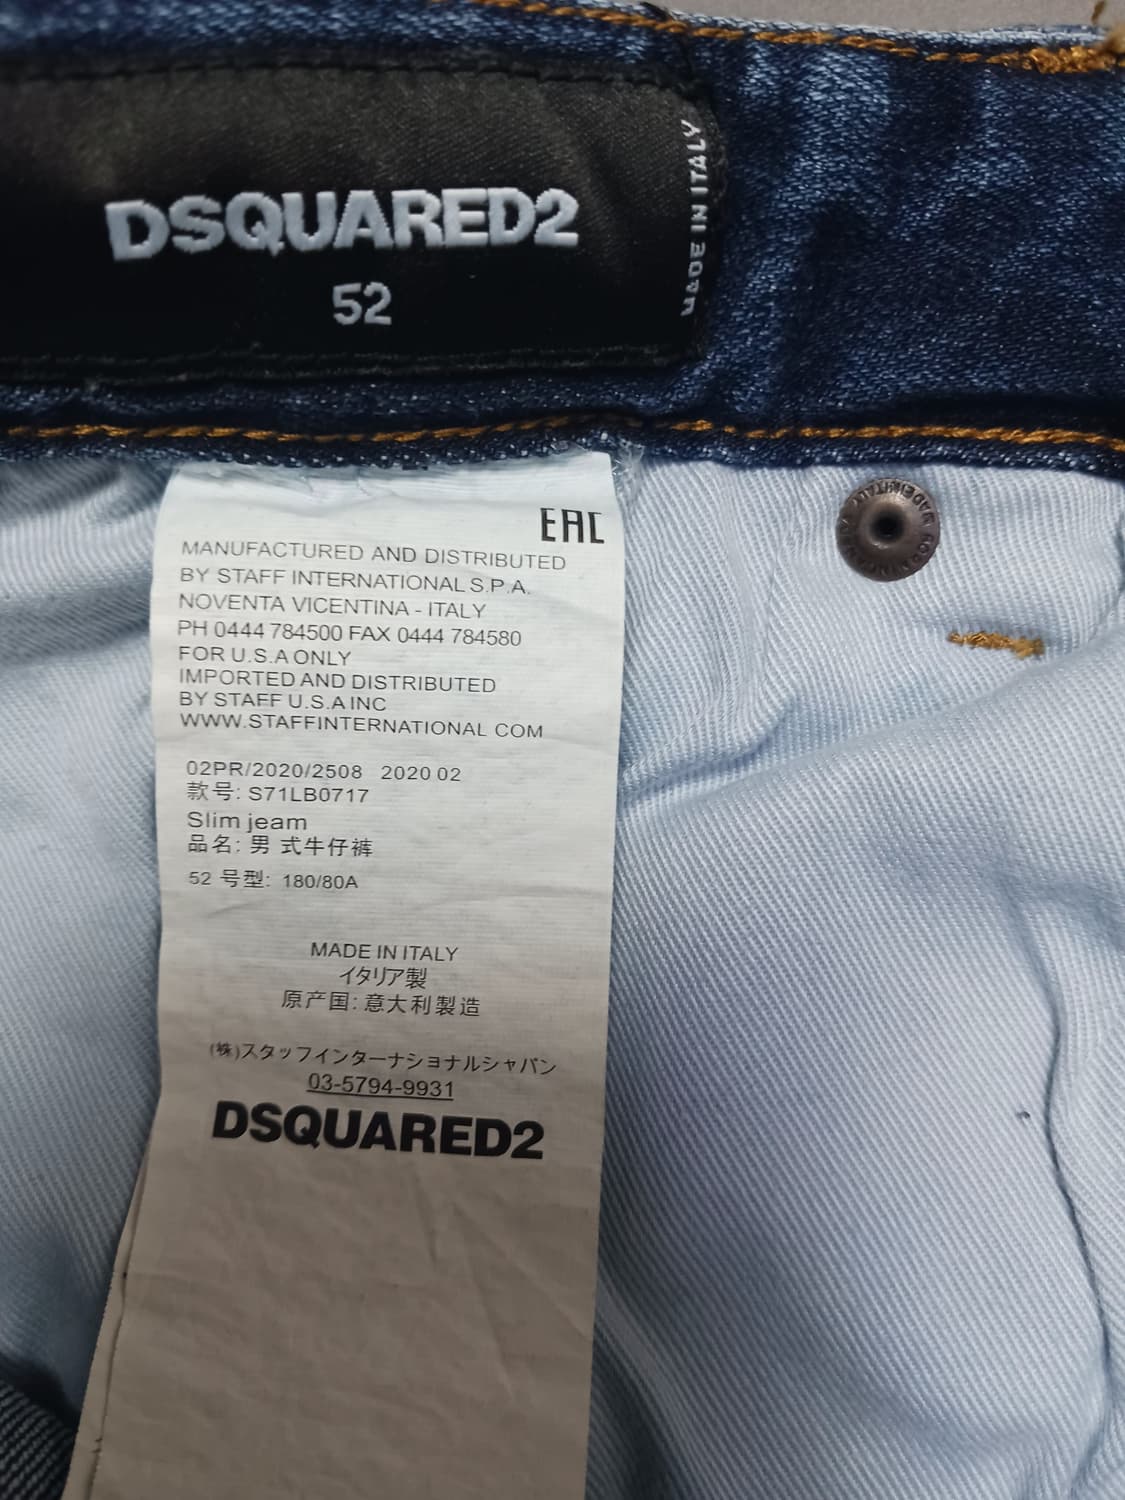 DSQUARED2
52
MADE IN ITALY
EAC
MANUFACTURED AND DISTRIBUTED
BY STAFF INTERNATIONAL S.P.A.
NOVENTA VICENTINA - ITALY
PH 0444 784500 FAX 0444 784580
FOR U.S.A ONLY
IMPORTED AND DISTRIBUTED
BY STAFF U.S.A INC
WWW.STAFFINTERNATIONAL COM
02PR/2020/2508 2020 02
款号: S71LB0717
Slim jeam
品名: 男 式牛仔裤
52 号型: 180/80A
MADE IN ITALY
イタリア製
原产国: 意大利製造
(株)スタッフインターナショナルシャパン
03-5794-9931
DSQUARED2
MADE IN ITALY